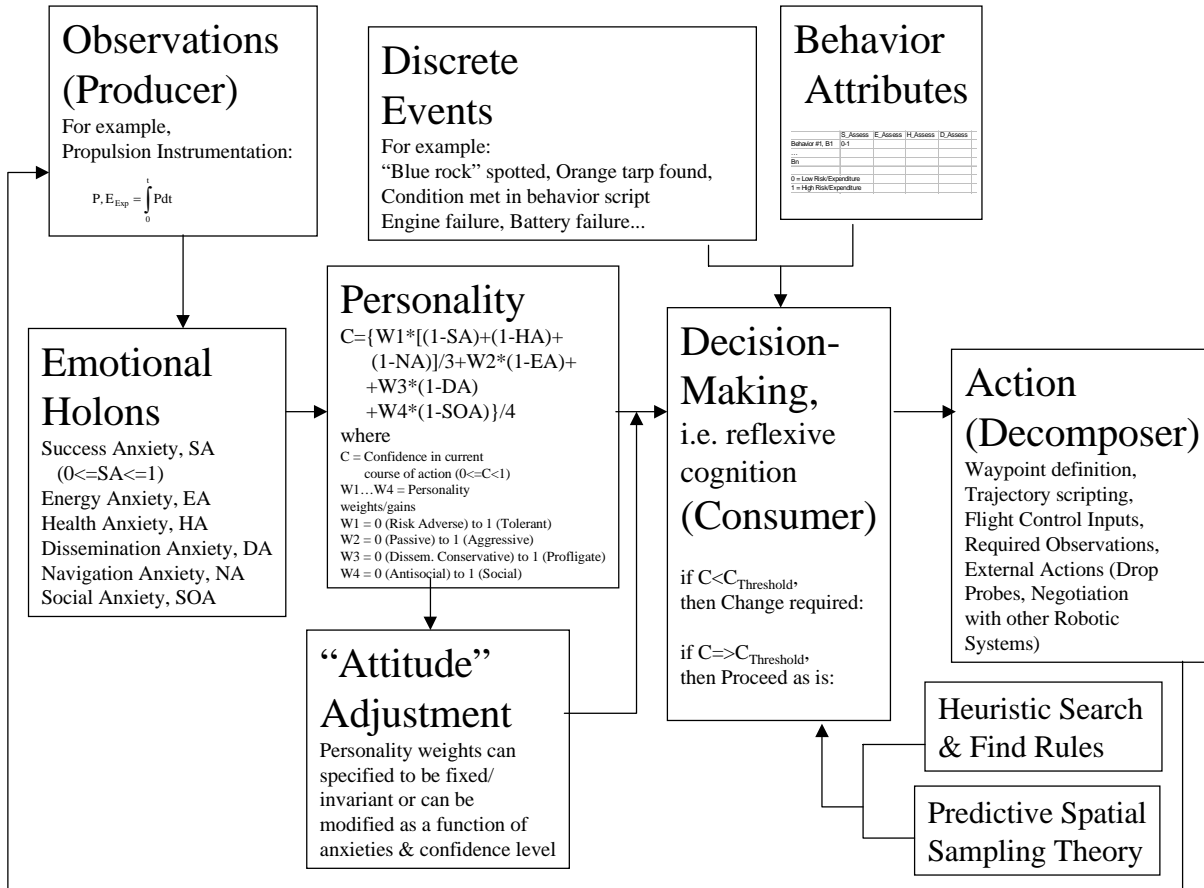 Observations
(Producer)
For example,
Propulsion Instrumentation:
t
P, E_Exp = ∫ Pdt
0
Discrete
Events
For example:
“Blue rock” spotted, Orange tarp found,
Condition met in behavior script
Engine failure, Battery failure...
Behavior
Attributes
S_Assess E_Assess H_Assess D_Assess
Behavior #1, B1 0-1
...
Bn
0 = Low Risk/Expenditure
1 = High Risk/Expenditure
Emotional
Holons
Success Anxiety, SA
(0<=SA<=1)
Energy Anxiety, EA
Health Anxiety, HA
Dissemination Anxiety, DA
Navigation Anxiety, NA
Social Anxiety, SOA
Personality
C={W1*[(1-SA)+(1-HA)+
(1-NA)]/3+W2*(1-EA)+
+W3*(1-DA)
+W4*(1-SOA)}/4
where
C = Confidence in current
course of action (0<=C<1)
W1…W4 = Personality
weights/gains
W1 = 0 (Risk Adverse) to 1 (Tolerant)
W2 = 0 (Passive) to 1 (Aggressive)
W3 = 0 (Dissem. Conservative) to 1 (Profligate)
W4 = 0 (Antisocial) to 1 (Social)
“Attitude”
Adjustment
Personality weights can
specified to be fixed/
invariant or can be
modified as a function of
anxieties & confidence level
Decision-
Making,
i.e. reflexive
cognition
(Consumer)
if C<C_Threshold,
then Change required:
if C=>C_Threshold,
then Proceed as is:
Action
(Decomposer)
Waypoint definition,
Trajectory scripting,
Flight Control Inputs,
Required Observations,
External Actions (Drop
Probes, Negotiation
with other Robotic
Systems)
Heuristic Search
& Find Rules
Predictive Spatial
Sampling Theory